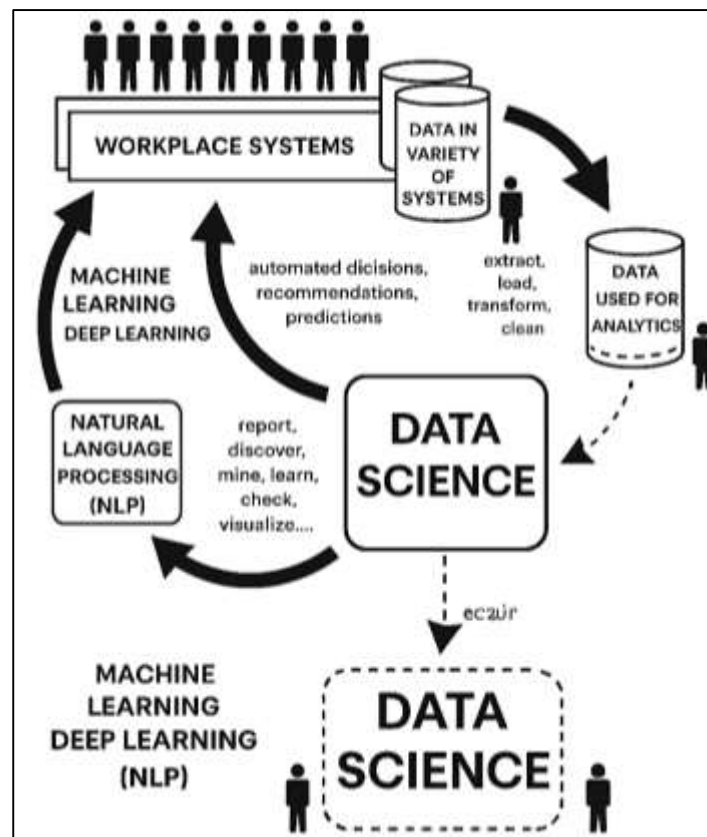 WORKPLACE SYSTEMS
DATA IN
VARIETY
OF
SYSTEMS
MACHINE
LEARNING
DEEP LEARNING
automated dicisions,
recommendations,
predictions
extract,
load,
transform,
clean
DATA
USED FOR
ANALYTICS
NATURAL
LANGUAGE
PROCESSING
(NLP)
report,
discover,
mine, learn,
check,
visualize....
DATA
SCIENCE
MACHINE
LEARNING
DEEP LEARNING
(NLP)
DATA
SCIENCE